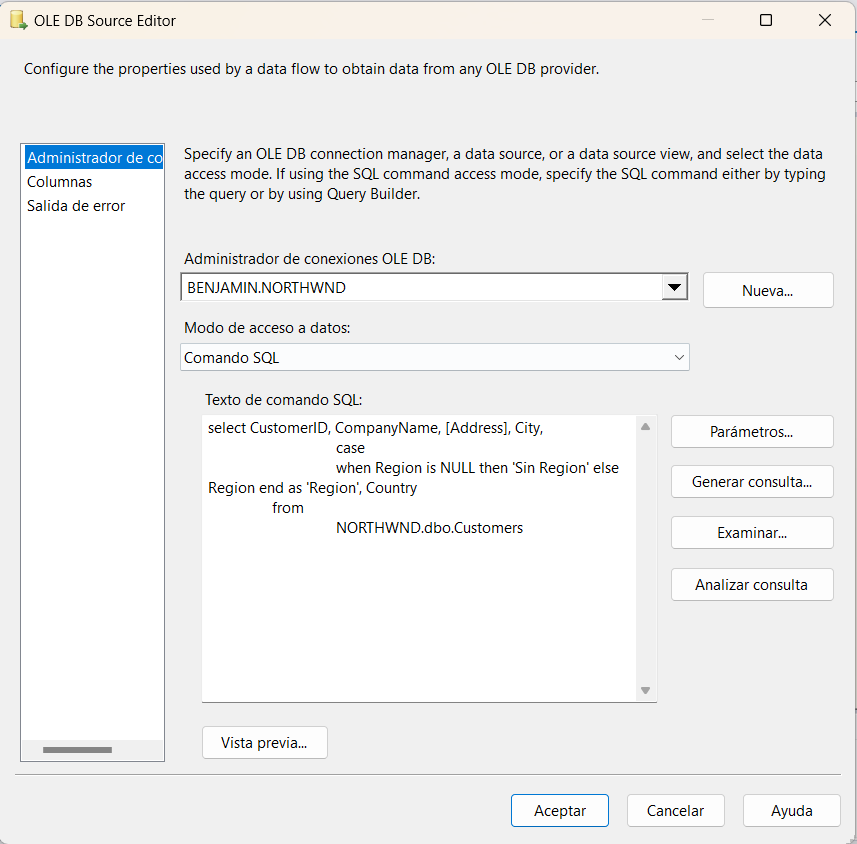 OLE DB Source Editor
Configure the properties used by a data flow to obtain data from any OLE DB provider.
Administrador de co
Columnas
Salida de error
Specify an OLE DB connection manager, a data source, or a data source view, and select the data
access mode. If using the SQL command access mode, specify the SQL command either by typing
the query or by using Query Builder.
Administrador de conexiones OLE DB:
BENJAMIN.NORTHWND
Nueva...
Modo de acceso a datos:
Comando SQL
Texto de comando SQL:
select CustomerID, CompanyName, [Address], City,
case
when Region is NULL then 'Sin Region' else
Region end as 'Region', Country
from
NORTHWND.dbo.Customers
Parámetros...
Generar consulta...
Examinar...
Analizar consulta
Vista previa...
Aceptar
Cancelar
Ayuda